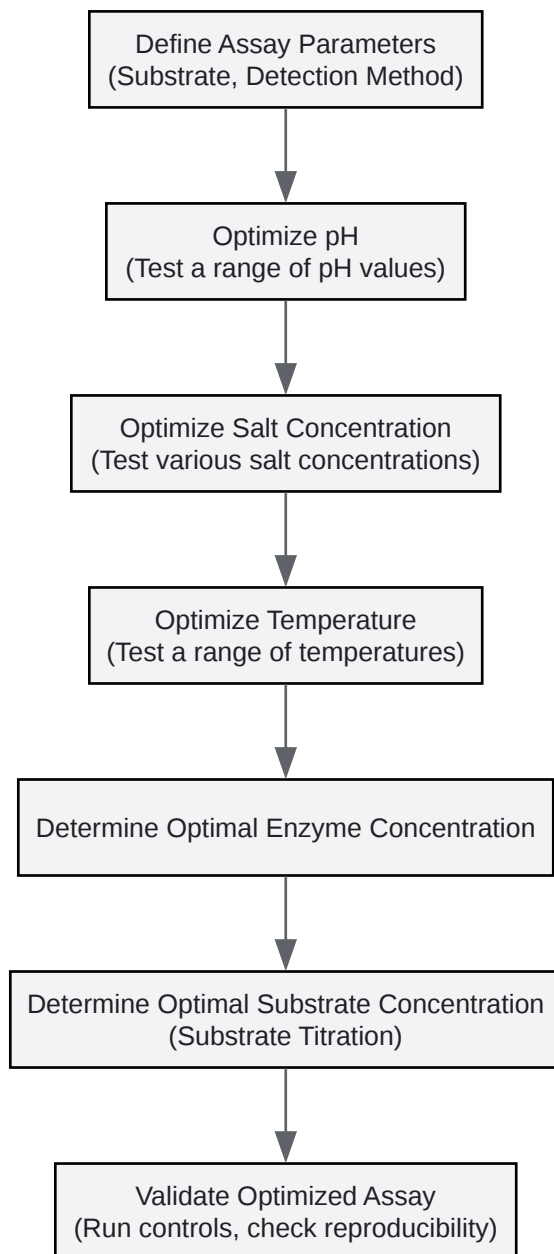 Define Assay Parameters
(Substrate, Detection Method)
Optimize pH
(Test a range of pH values)
Optimize Salt Concentration
(Test various salt concentrations)
Optimize Temperature
(Test a range of temperatures)
Determine Optimal Enzyme Concentration
Determine Optimal Substrate Concentration
(Substrate Titration)
Validate Optimized Assay
(Run controls, check reproducibility)